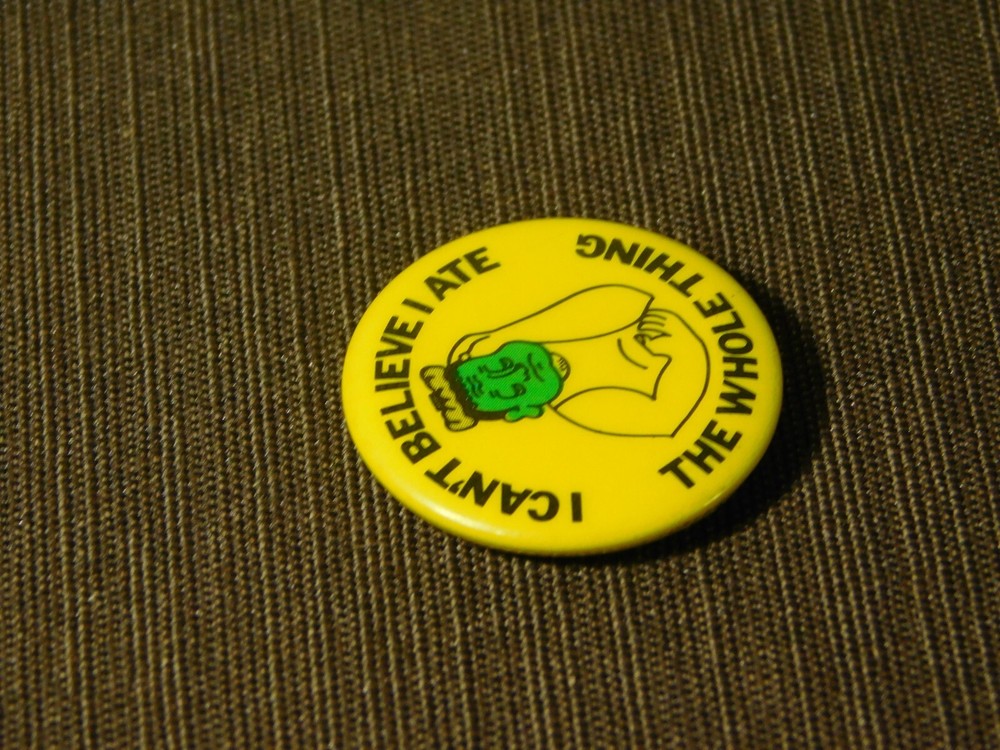 I CAN'T BELIEVE I ATE
THE WHOLE THING